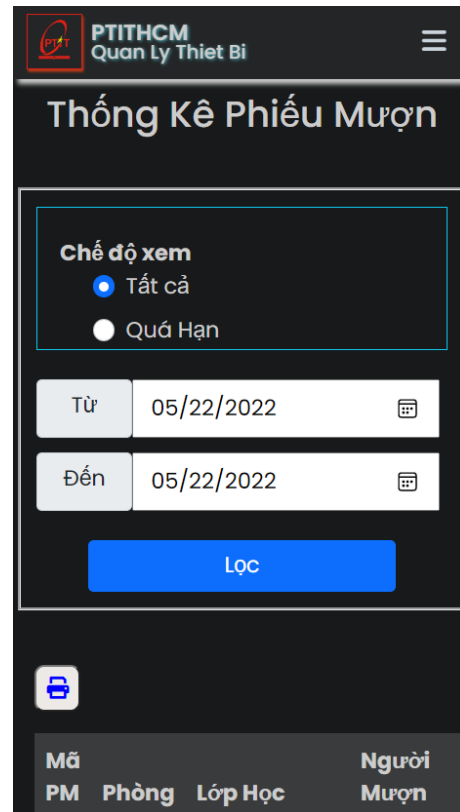 PTIT
PTITHCM
Quan Ly Thiet Bi
Thống Kê Phiếu Mượn
Chế độ xem
Tất cả
Quá Hạn
Từ 05/22/2022
Đến 05/22/2022
Lọc
Mã Người
PM Phòng Lớp Học Mượn